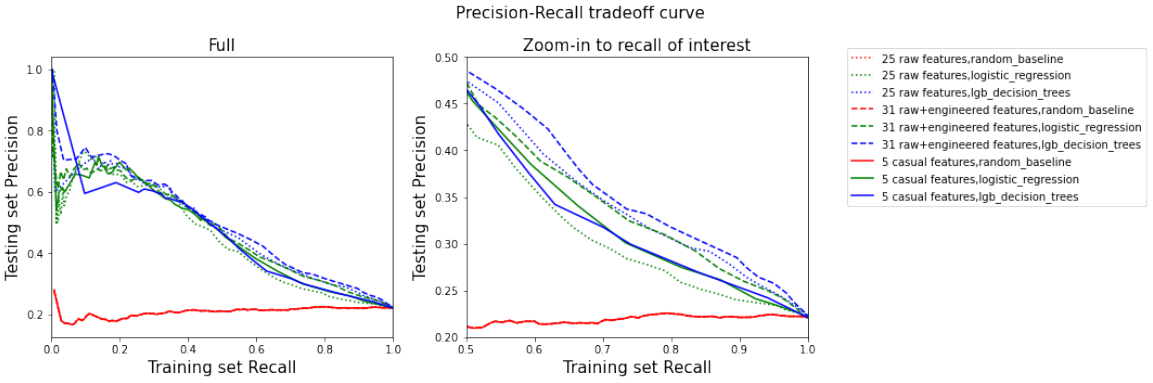 Precision-Recall tradeoff curve
Full
Testing set Precision
1.0
0.8
0.6
0.4
0.2
0.0 0.2 0.4 0.6 0.8 1.0
Training set Recall
Zoom-in to recall of interest
Testing set Precision
0.50
0.45
0.40
0.35
0.30
0.25
0.20
0.5 0.6 0.7 0.8 0.9 1.0
Training set Recall
25 raw features,random_baseline
25 raw features,logistic_regression
25 raw features,lgb_decision_trees
31 raw+engineered features,random_baseline
31 raw+engineered features,logistic_regression
31 raw+engineered features,lgb_decision_trees
5 casual features,random_baseline
5 casual features,logistic_regression
5 casual features,lgb_decision_trees